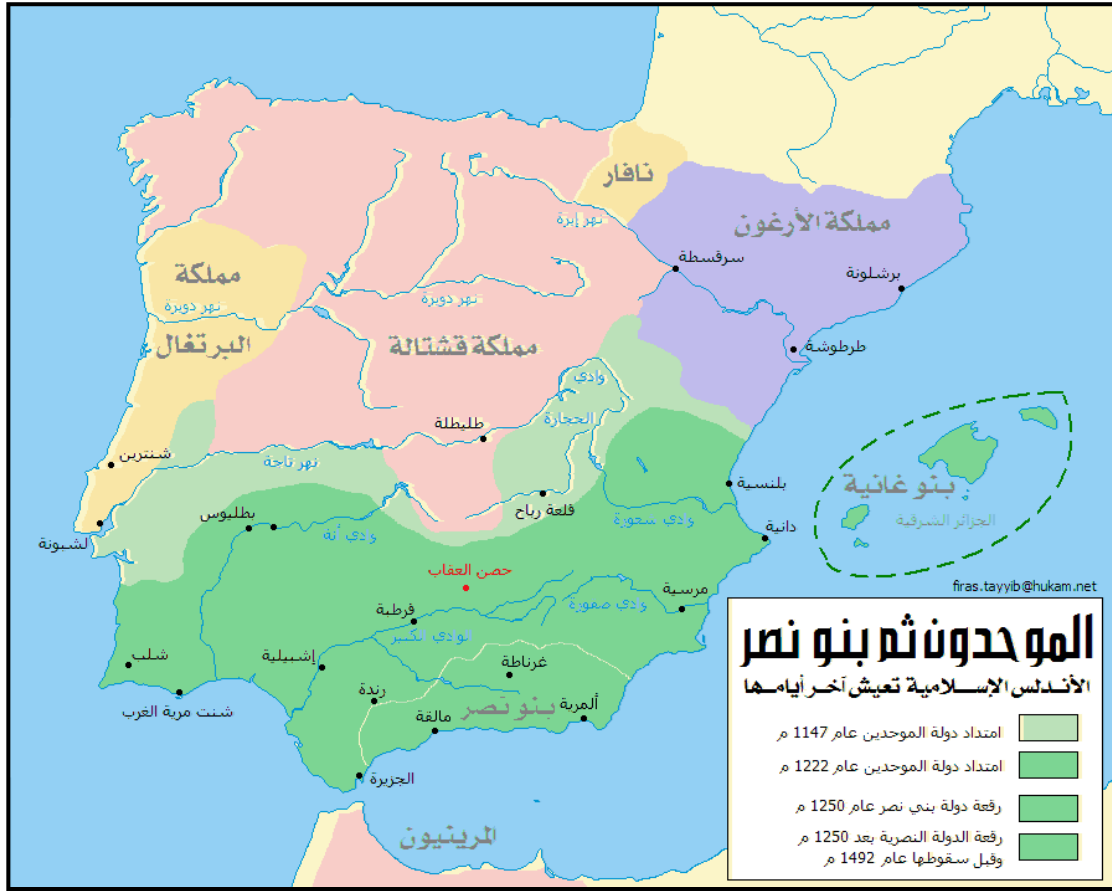 نافار
مملكة الأرغون
نهر إبرة
سرقسطة
برشلونة
مملكة
نهر دويرة
نهر دويرة
البرتغال
مملكة قشتالة
طرطوشة
وادي
الحجارة
طليطلة
شنترين
نهر تاجة
بنو غانية
بلنسية
قلعة رباح
بطليوس
الجزائر الشرقية
وادي سعورة
دانية
لشبونة
وادي أنة
حصن العقاب
firas.tayyib@hukam.net
مرسية
وادي صعورة
قرطبة
الوادي الكبير
شلب
إشبيلية
غرناطة
رندة
ألمرية
بنو نصر
شنت مرية الغرب
مالقة
الجزيرة
المرينيون
الموحدون ثم بنو نصر
الأندلس الإسلامية تعيش آخر أيامها
امتداد دولة الموحدين عام 1147 م
امتداد دولة الموحدين عام 1222 م
رقعة دولة بني نصر عام 1250 م
رقعة الدولة النصرية بعد 1250 م
وقبل سقوطها عام 1492 م